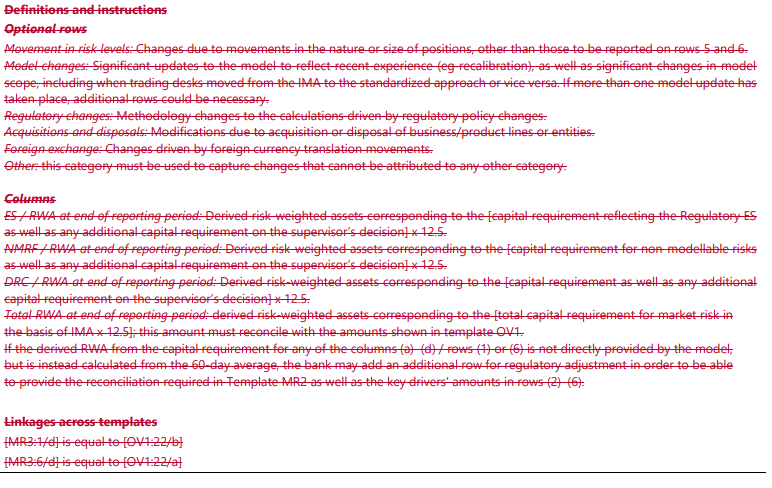 Definitions and instructions
Optional rows
Movement in risk levels: Changes due to movements in the nature or size of positions, other than those to be reported on rows 5 and 6.
Model changes: Significant updates to the model to reflect recent experience (eg recalibration), as well as significant changes in model
scope, including when trading desks moved from the IMA to the standardized approach or vice versa. If more than one model update has
taken place, additional rows could be necessary.
Regulatory changes: Methodology changes to the calculations driven by regulatory policy changes.
Acquisitions and disposals: Modifications due to acquisition or disposal of business/product lines or entities.
Foreign exchange: Changes driven by foreign currency translation movements.
Other: this category must be used to capture changes that cannot be attributed to any other category.
Columns
ES / RWA at end of reporting period: Derived risk-weighted assets corresponding to the [capital requirement reflecting the Regulatory ES
as well as any additional capital requirement on the supervisor's decision] x 12.5.
NMRF / RWA at end of reporting period: Derived risk-weighted assets corresponding to the [capital requirement for non-modellable risks
as well as any additional capital requirement on the supervisor's decision] x 12.5.
DRC / RWA at end of reporting period: Derived risk-weighted assets corresponding to the [capital requirement as well as any additional
capital requirement on the supervisor's decision] x 12.5.
Total RWA at end of reporting period: derived risk-weighted assets corresponding to the [total capital requirement for market risk in
the basis of IMA x 12.5]; this amount must reconcile with the amounts shown in template OV1.
If the derived RWA from the capital requirement for any of the columns (a)-(d) / rows (1) or (6) is not directly provided by the model,
but is instead calculated from the 60-day average, the bank may add an additional row for regulatory adjustment in order to be able
to provide the reconciliation required in Template MR2 as well as the key drivers' amounts in rows (2)-(6).
Linkages across templates
[MR3:1/d] is equal to [OV1:22/b]
[MR3:6/d] is equal to [OV1:22/a]